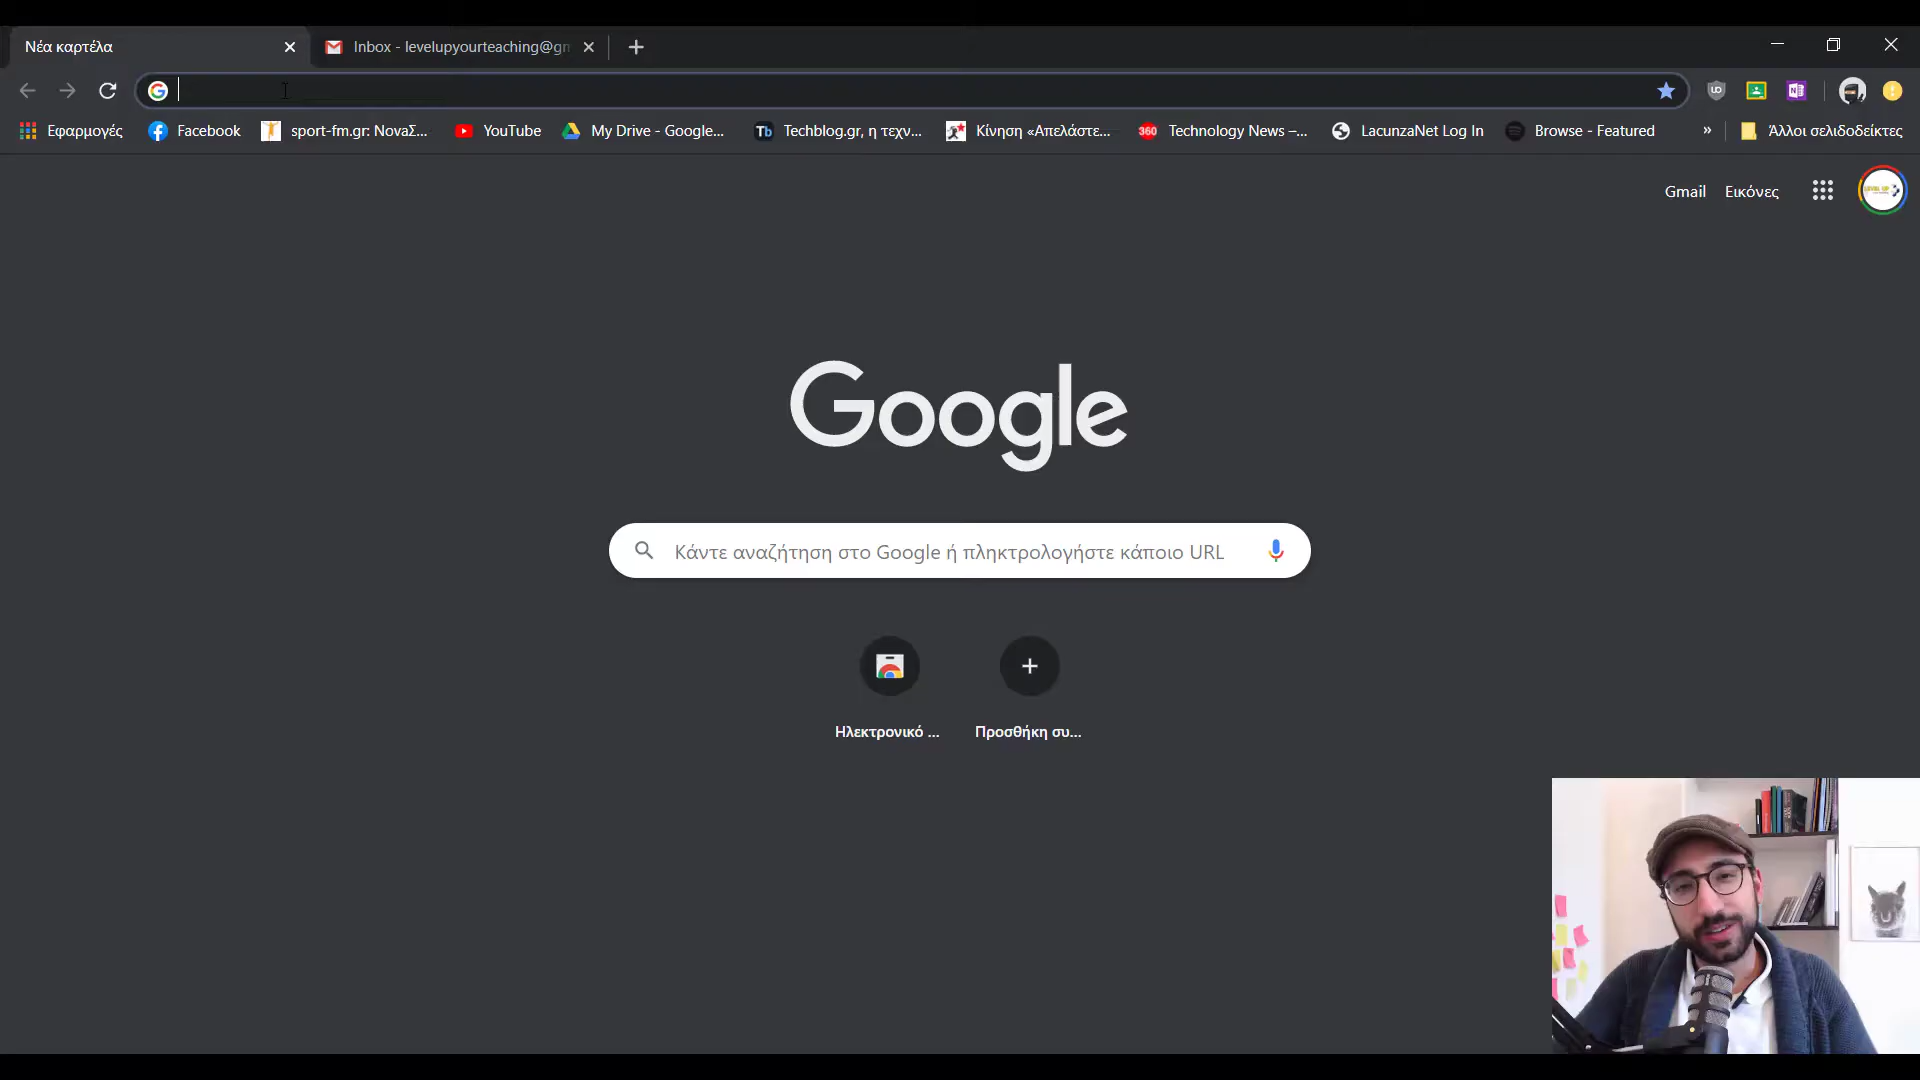 Νέα καρτέλα
Inbox - levelupyourteaching@gm
Εφαρμογές
Facebook
sport-fm.gr: NovaΣ...
YouTube
My Drive - Google...
Tb
Techblog.gr, η τεχν...
Κίνηση «Απελάστε...
360
Technology News –...
LacunzaNet Log In
Browse - Featured
»
Άλλοι σελιδοδείκτες
Gmail
Εικόνες
Google
Κάντε αναζήτηση στο Google ή πληκτρολογήστε κάποιο URL
Ηλεκτρονικό ...
Προσθήκη συ...